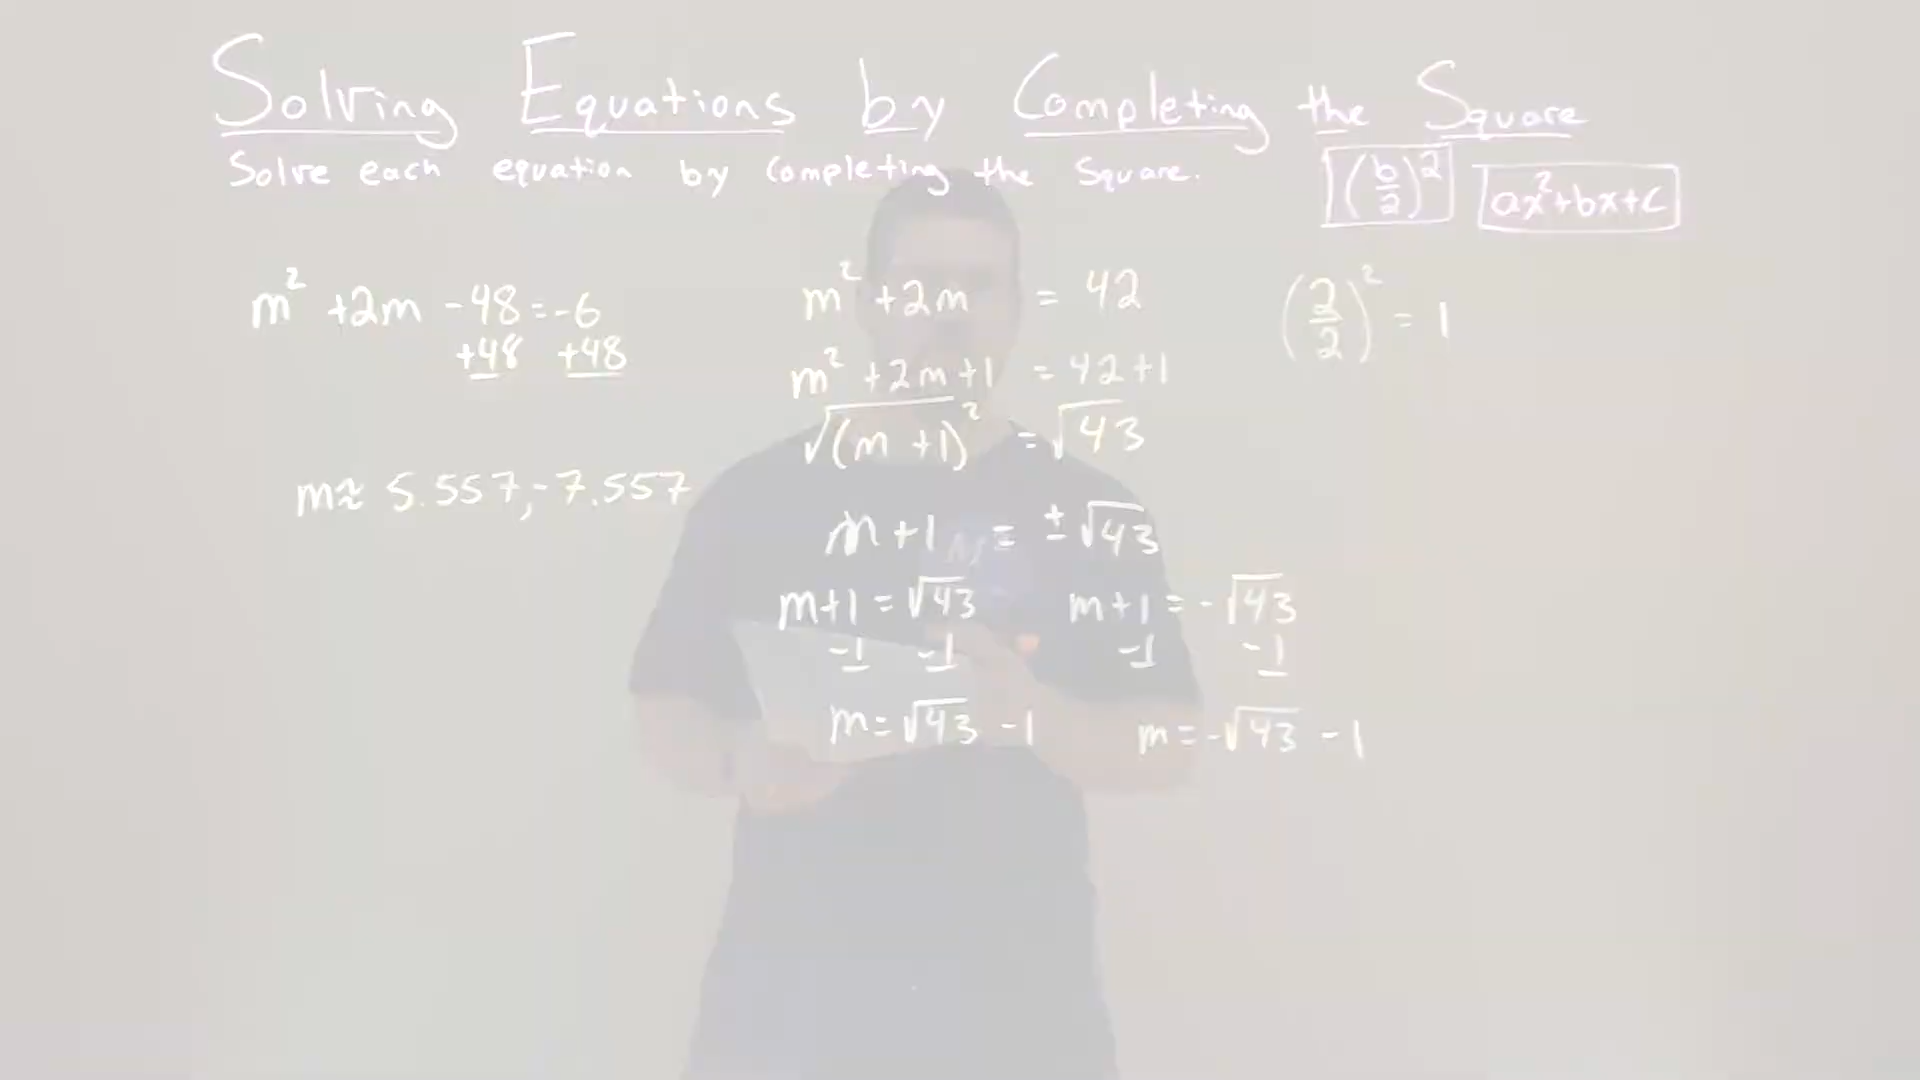 Solving Equations by Completing the Square
Solve each equation by Completing the Square.
(b/2)² ax²+bx+c
m² +2m -48=-6
+48 +48
m≈ 5.557,-7.557
m² +2m = 42
m² +2m+1 = 42+1
√(m +1)² = √43
m+1 = ±√43
m+1=√43
-1 -1
m=√43 -1
m+1=-√43
-1 -1
m=-√43 -1
(2/2)² = 1